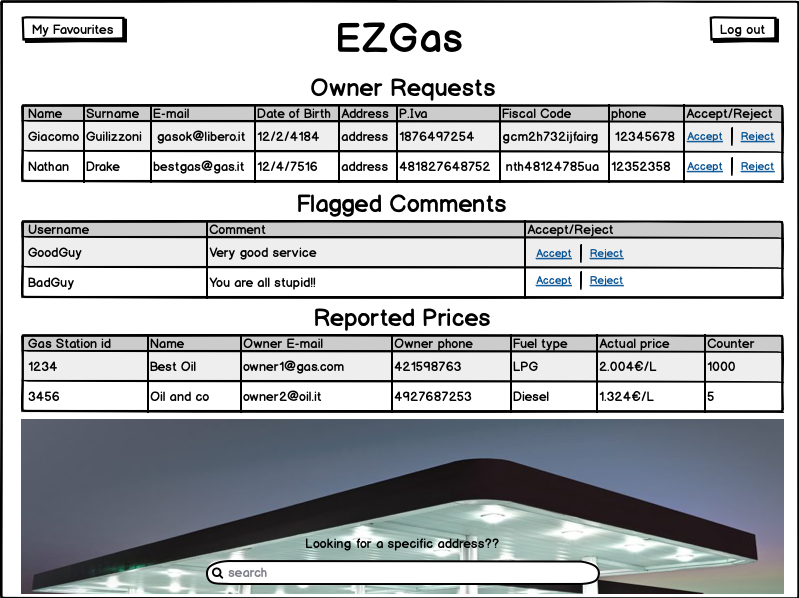 My Favourites EZGas Log out
Owner Requests
Name Surname E-mail Date of Birth Address P.Iva Fiscal Code phone Accept/Reject
Giacomo Guilizzoni gasok@libero.it 12/2/4184 address 1876497254 gcm2h732ijfairg 12345678 Accept | Reject
Nathan Drake bestgas@gas.it 12/4/7516 address 481827648752 nth48124785ua 12352358 Accept | Reject
Flagged Comments
Username Comment Accept/Reject
GoodGuy Very good service Accept | Reject
BadGuy You are all stupid!! Accept | Reject
Reported Prices
Gas Station id Name Owner E-mail Owner phone Fuel type Actual price Counter
1234 Best Oil owner1@gas.com 421598763 LPG 2.004€/L 1000
3456 Oil and co owner2@oil.it 4927687253 Diesel 1.324€/L 5
Looking for a specific address??
search